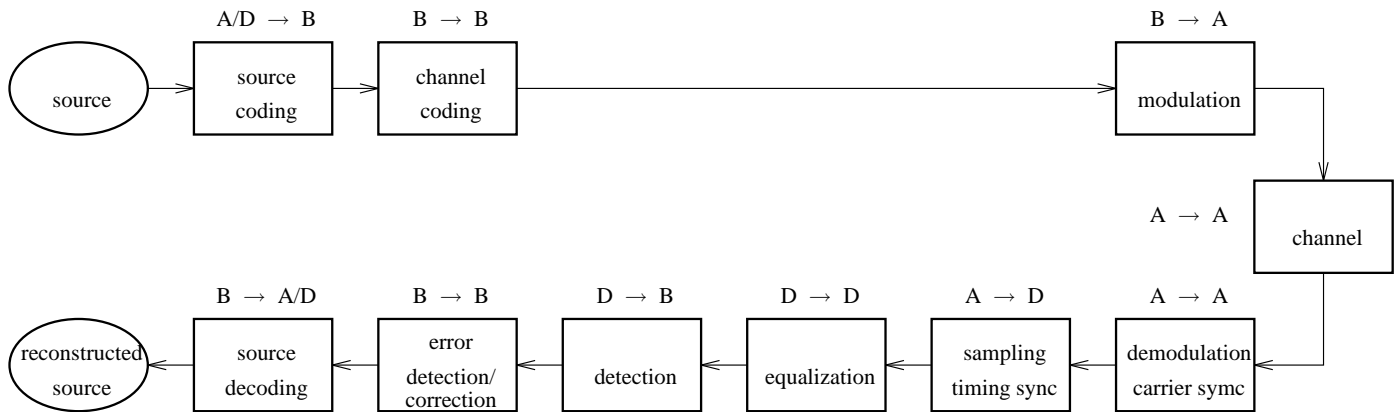 A/D → B
B → B
B → A
source
source
coding
channel
coding
modulation
A → A
channel
B → A/D
B → B
D → B
D → D
A → D
A → A
reconstructed
source
source
decoding
error
detection/
correction
detection
equalization
sampling
timing sync
demodulation
carrier symc